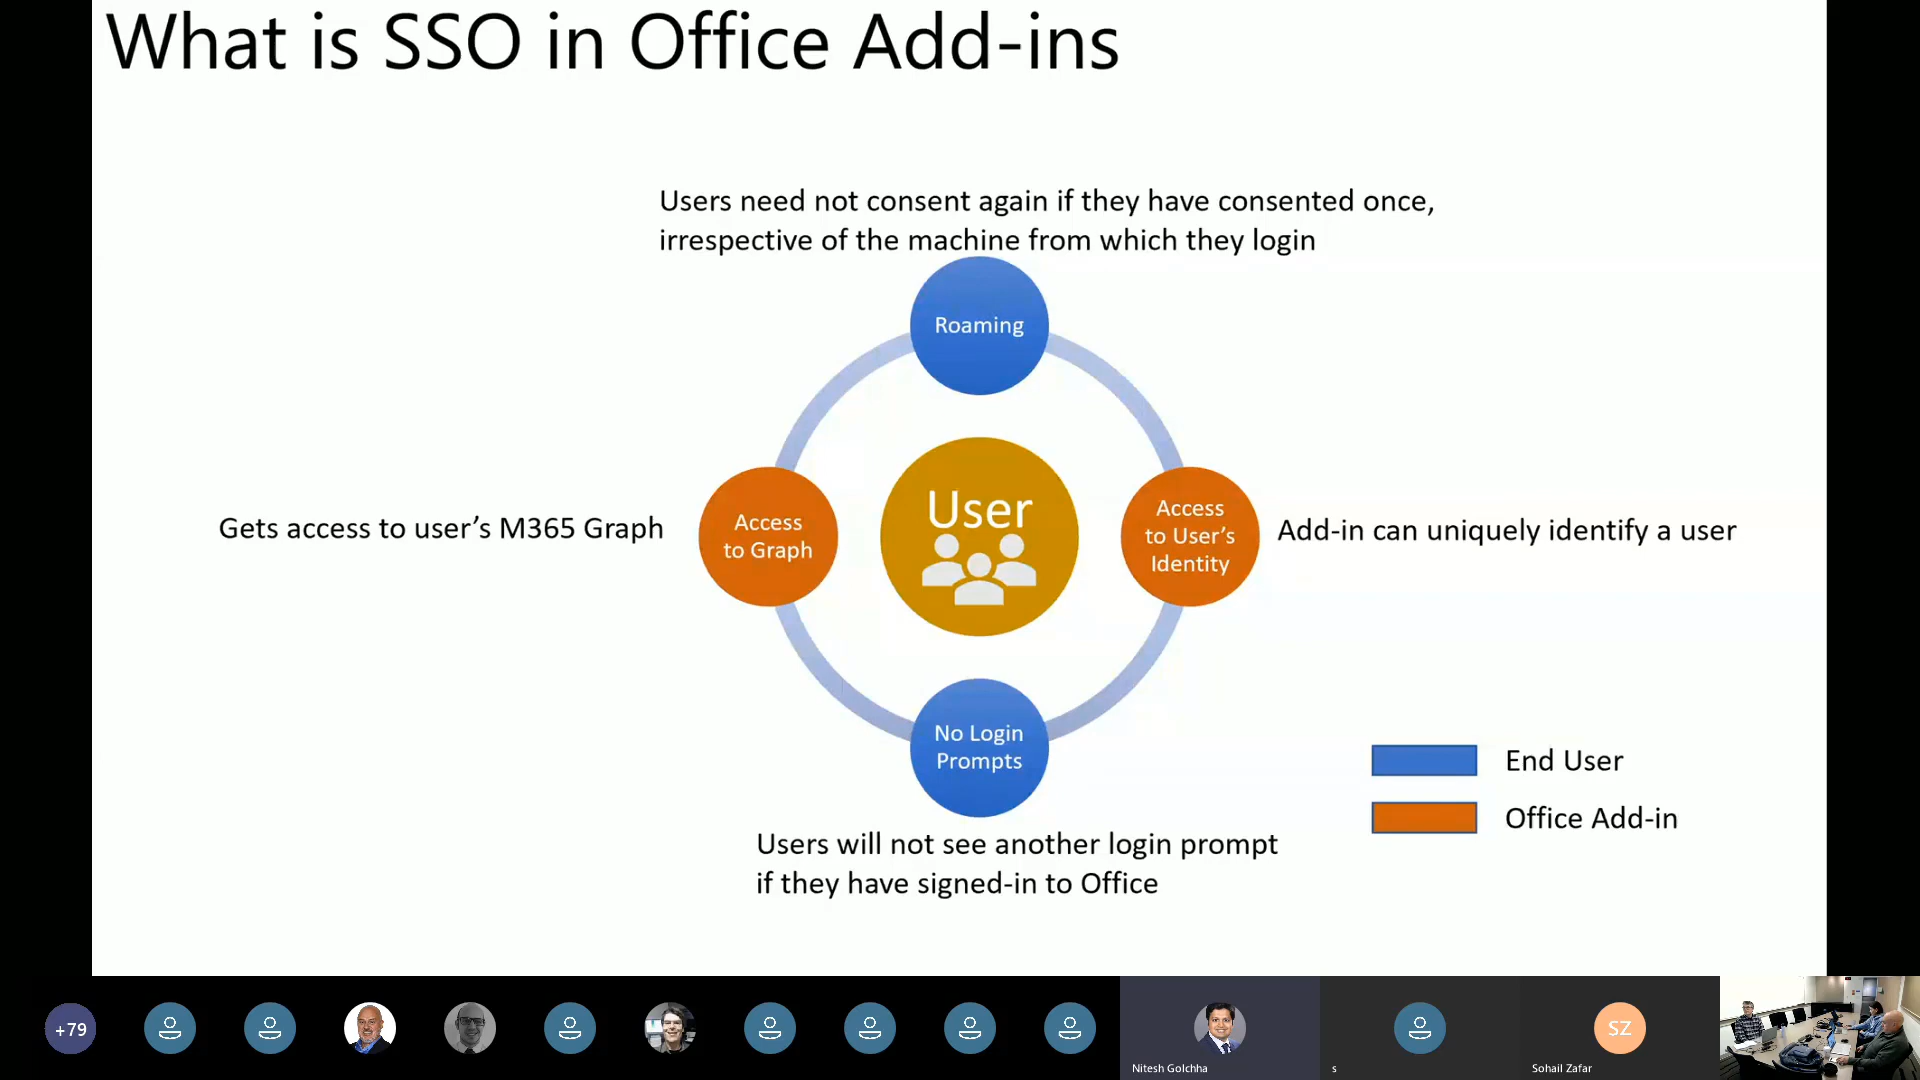 What is SSO in Office Add-ins
Users need not consent again if they have consented once,
irrespective of the machine from which they login
Roaming
Gets access to user’s M365 Graph
Access
to Graph
User
Access
to User’s
Identity
Add-in can uniquely identify a user
No Login
Prompts
Users will not see another login prompt
if they have signed-in to Office
End User
Office Add-in
+79
Nitesh Golchha
s
SZ
Sohail Zafar